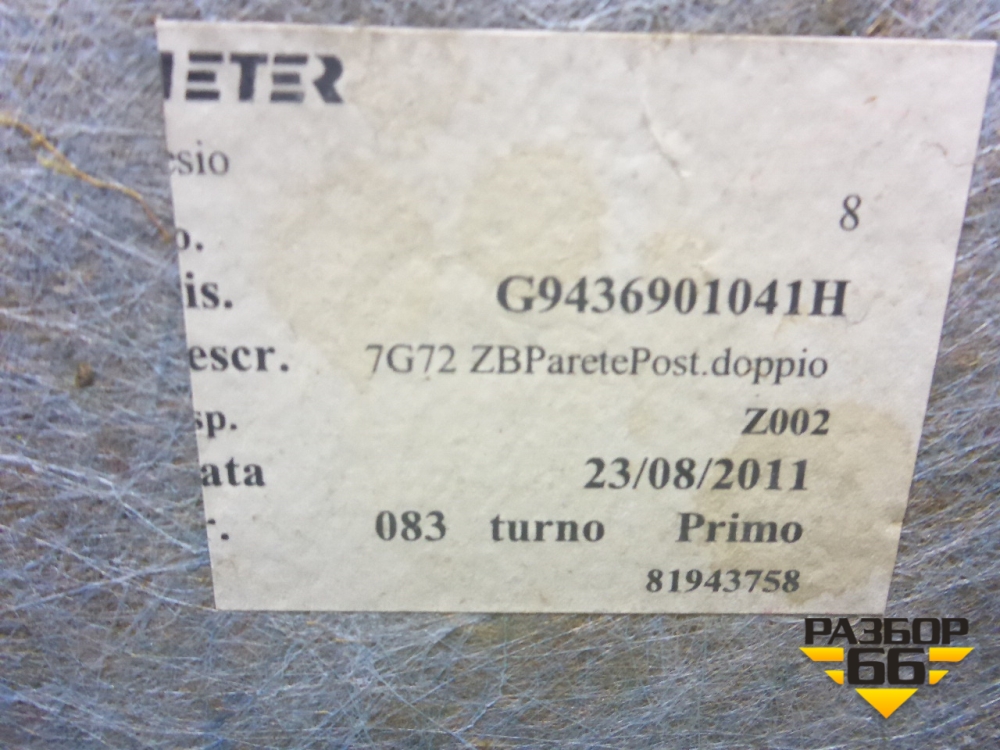 IETER
esio
8
o.
is. G9436901041H
escr. 7G72 ZBParetePost.doppio
sp. Z002
ata 23/08/2011
r. 083 turno Primo
81943758
РАЗБОР
66